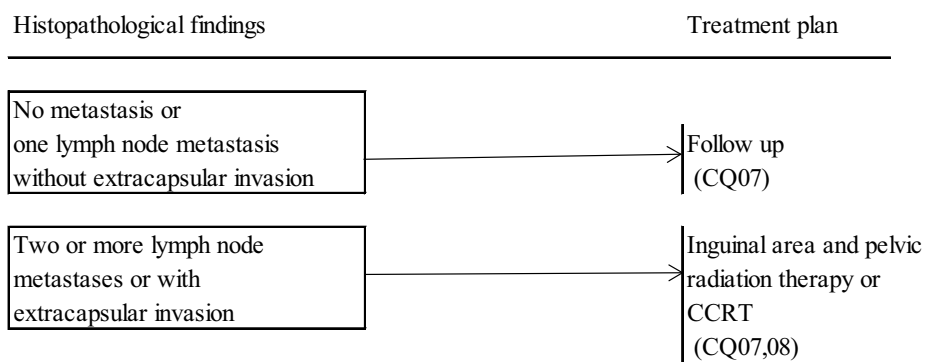 Histopathological findings
Treatment plan
No metastasis or
one lymph node metastasis
without extracapsular invasion
Follow up
(CQ07)
Two or more lymph node
metastases or with
extracapsular invasion
Inguinal area and pelvic
radiation therapy or
CCRT
(CQ07,08)